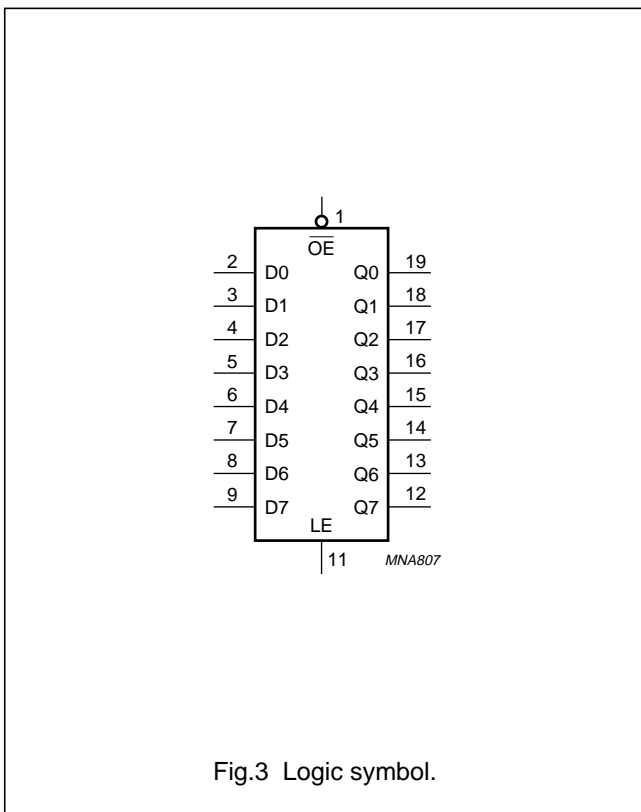 1
OE
2 D0 Q0 19
3 D1 Q1 18
4 D2 Q2 17
5 D3 Q3 16
6 D4 Q4 15
7 D5 Q5 14
8 D6 Q6 13
9 D7 Q7 12
LE
11 MNA807
Fig.3 Logic symbol.